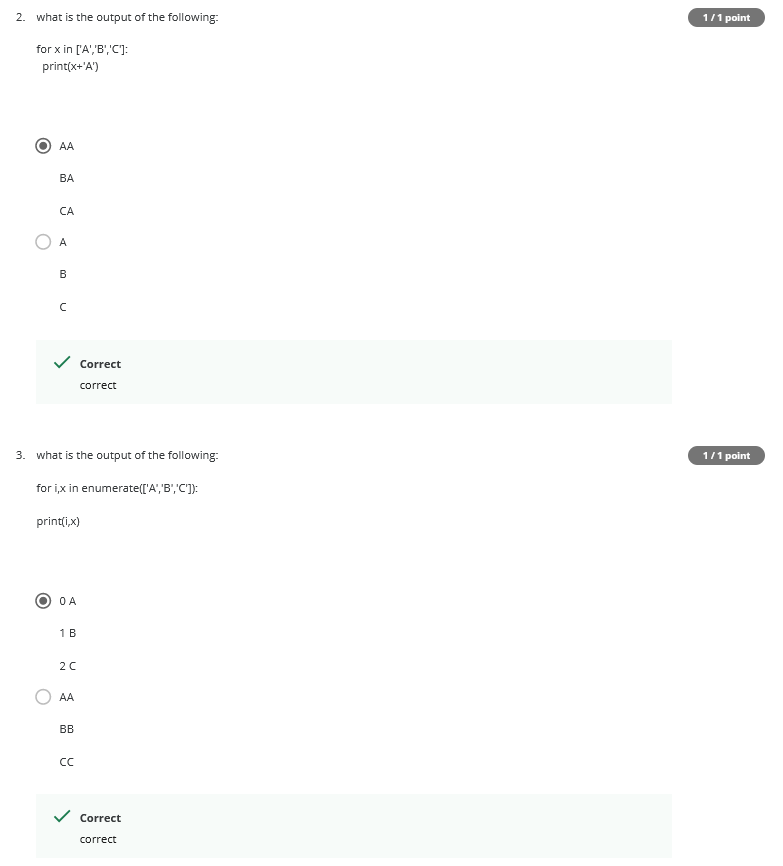 2. what is the output of the following:
1 / 1 point
for x in ['A','B','C']:
print(x+'A')
AA
BA
CA
A
B
C
Correct
correct
3. what is the output of the following:
1 / 1 point
for i,x in enumerate(['A','B','C']):
print(i,x)
0 A
1 B
2 C
AA
BB
CC
Correct
correct